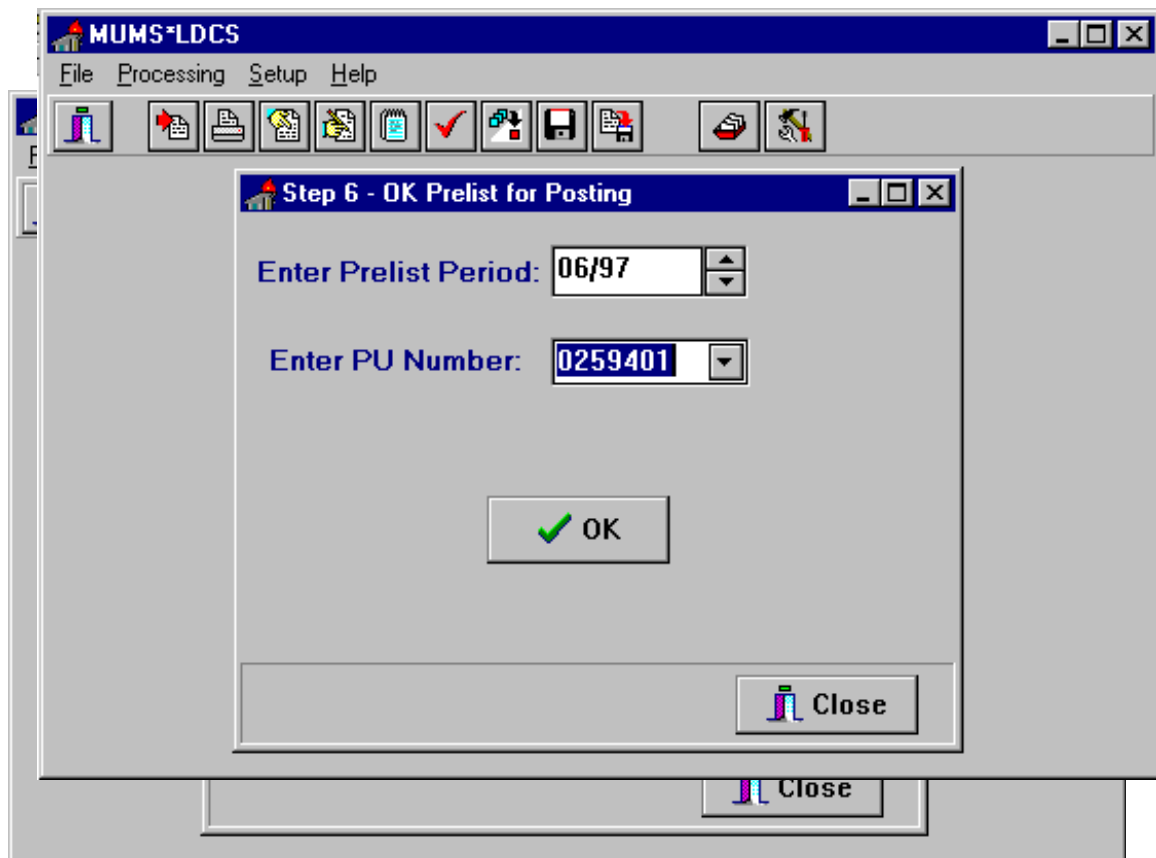 MUMS*LDCS
File Processing Setup Help
Step 6 - OK Prelist for Posting
Enter Prelist Period: 06/97
Enter PU Number: 0259401
OK
Close
Close